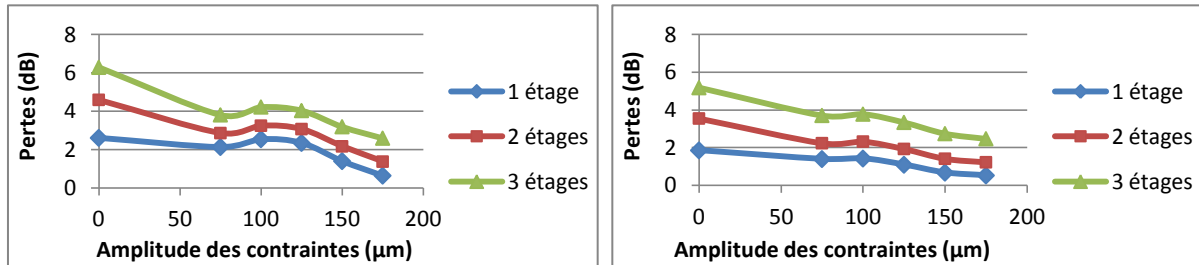 8
6
4
2
0
Pertes (dB)
0 50 100 150 200
Amplitude des contraintes (µm)
1 étage
2 étages
3 étages
8
6
4
2
0
Pertes (dB)
0 50 100 150 200
Amplitude des contraintes (µm)
1 étage
2 étages
3 étages